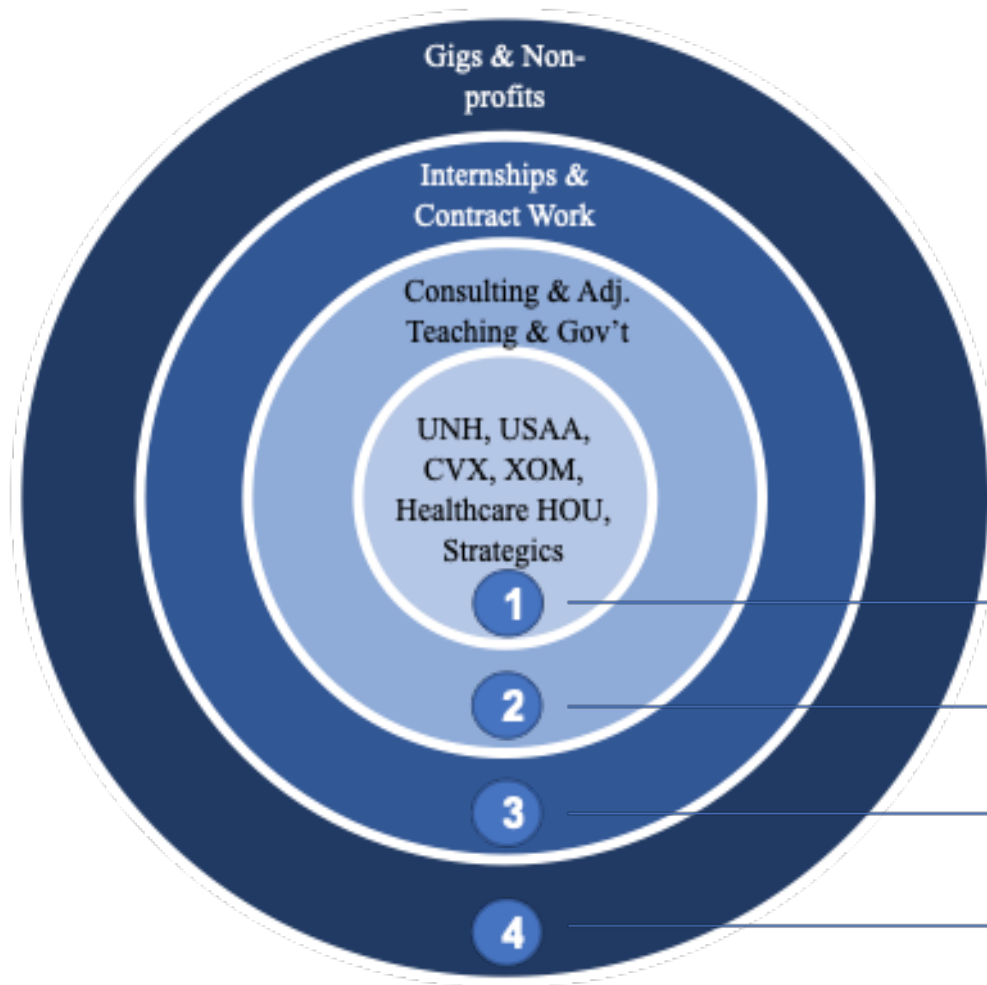 Gigs & Non-
profits
Internships &
Contract Work
Consulting & Adj.
Teaching & Gov’t
UNH, USAA,
CVX, XOM,
Healthcare HOU,
Strategics
1
2
3
4